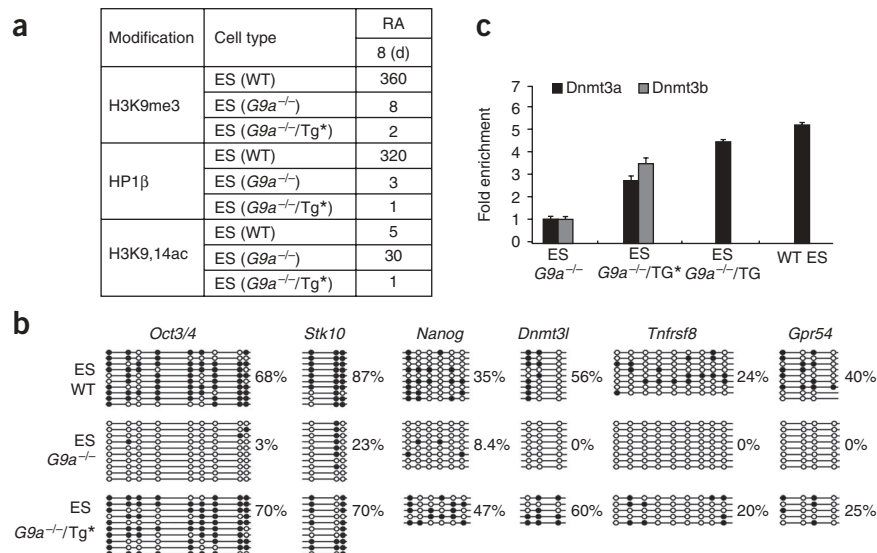 a
Modification Cell type RA
8 (d)
H3K9me3
ES (WT) 360
ES (G9a–/–) 8
ES (G9a–/–/Tg*) 2
HP1β
ES (WT) 320
ES (G9a–/–) 3
ES (G9a–/–/Tg*) 1
H3K9,14ac
ES (WT) 5
ES (G9a–/–) 30
ES (G9a–/–/Tg*) 1
c
Dnmt3a Dnmt3b
Fold enrichment
7
6
5
4
3
2
1
0
ES ES ES WT ES
G9a–/– G9a–/–/TG* G9a–/–/TG
b
Oct3/4 Stk10 Nanog Dnmt3l Tnfrsf8 Gpr54
ES
WT
68% 87% 35% 56% 24% 40%
ES
G9a–/–
3% 23% 8.4% 0% 0% 0%
ES
G9a–/–/Tg*
70% 70% 47% 60% 20% 25%